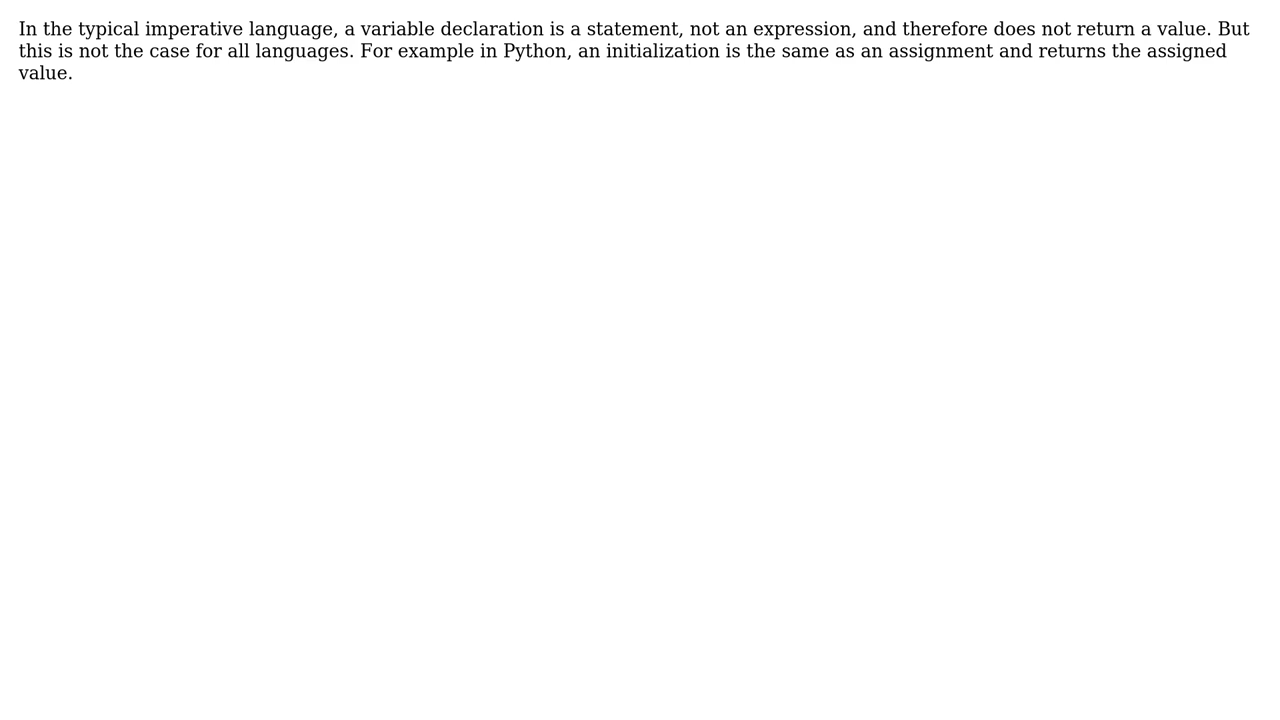 In the typical imperative language, a variable declaration is a statement, not an expression, and therefore does not return a value. But
this is not the case for all languages. For example in Python, an initialization is the same as an assignment and returns the assigned
value.